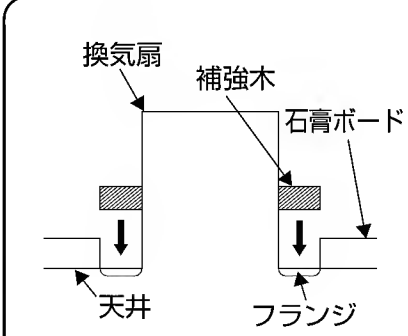 換気扇
補強木
石膏ボード
天井
フランジ